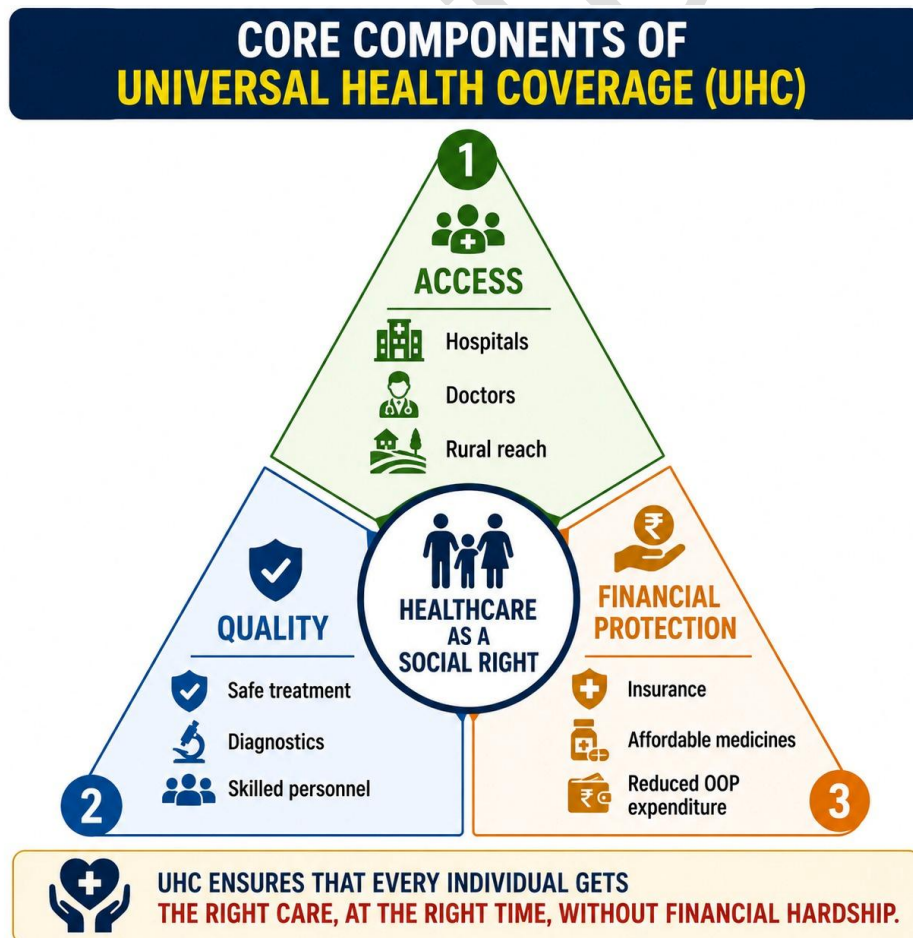 CORE COMPONENTS OF
UNIVERSAL HEALTH COVERAGE (UHC)
1
ACCESS
Hospitals
Doctors
Rural reach
HEALTHCARE
AS A
SOCIAL RIGHT
QUALITY
Safe treatment
Diagnostics
Skilled personnel
2
₹
FINANCIAL
PROTECTION
Insurance
Affordable medicines
₹
Reduced OOP
expenditure
3
UHC ENSURES THAT EVERY INDIVIDUAL GETS
THE RIGHT CARE, AT THE RIGHT TIME, WITHOUT FINANCIAL HARDSHIP.